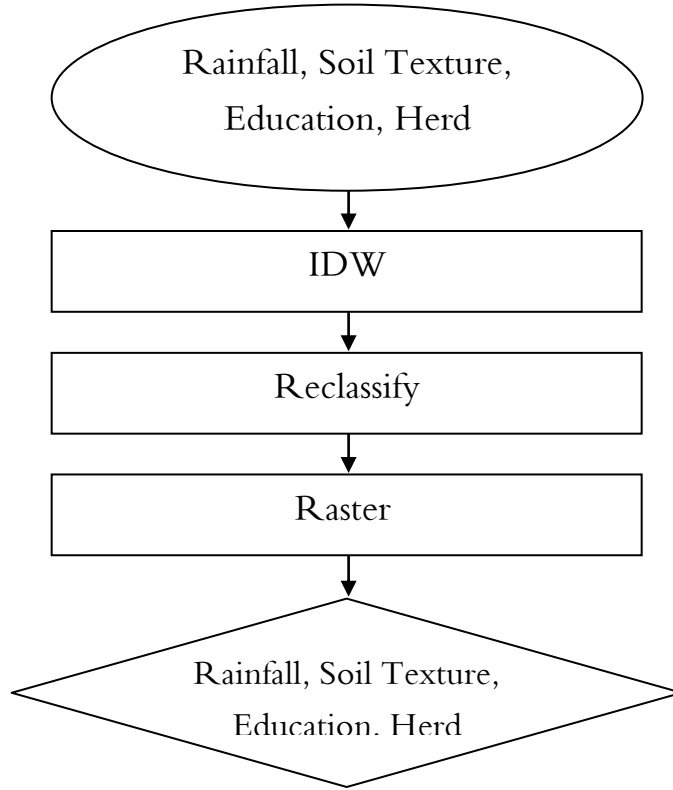 Rainfall, Soil Texture,
Education, Herd
IDW
Reclassify
Raster
Rainfall, Soil Texture,
Education, Herd